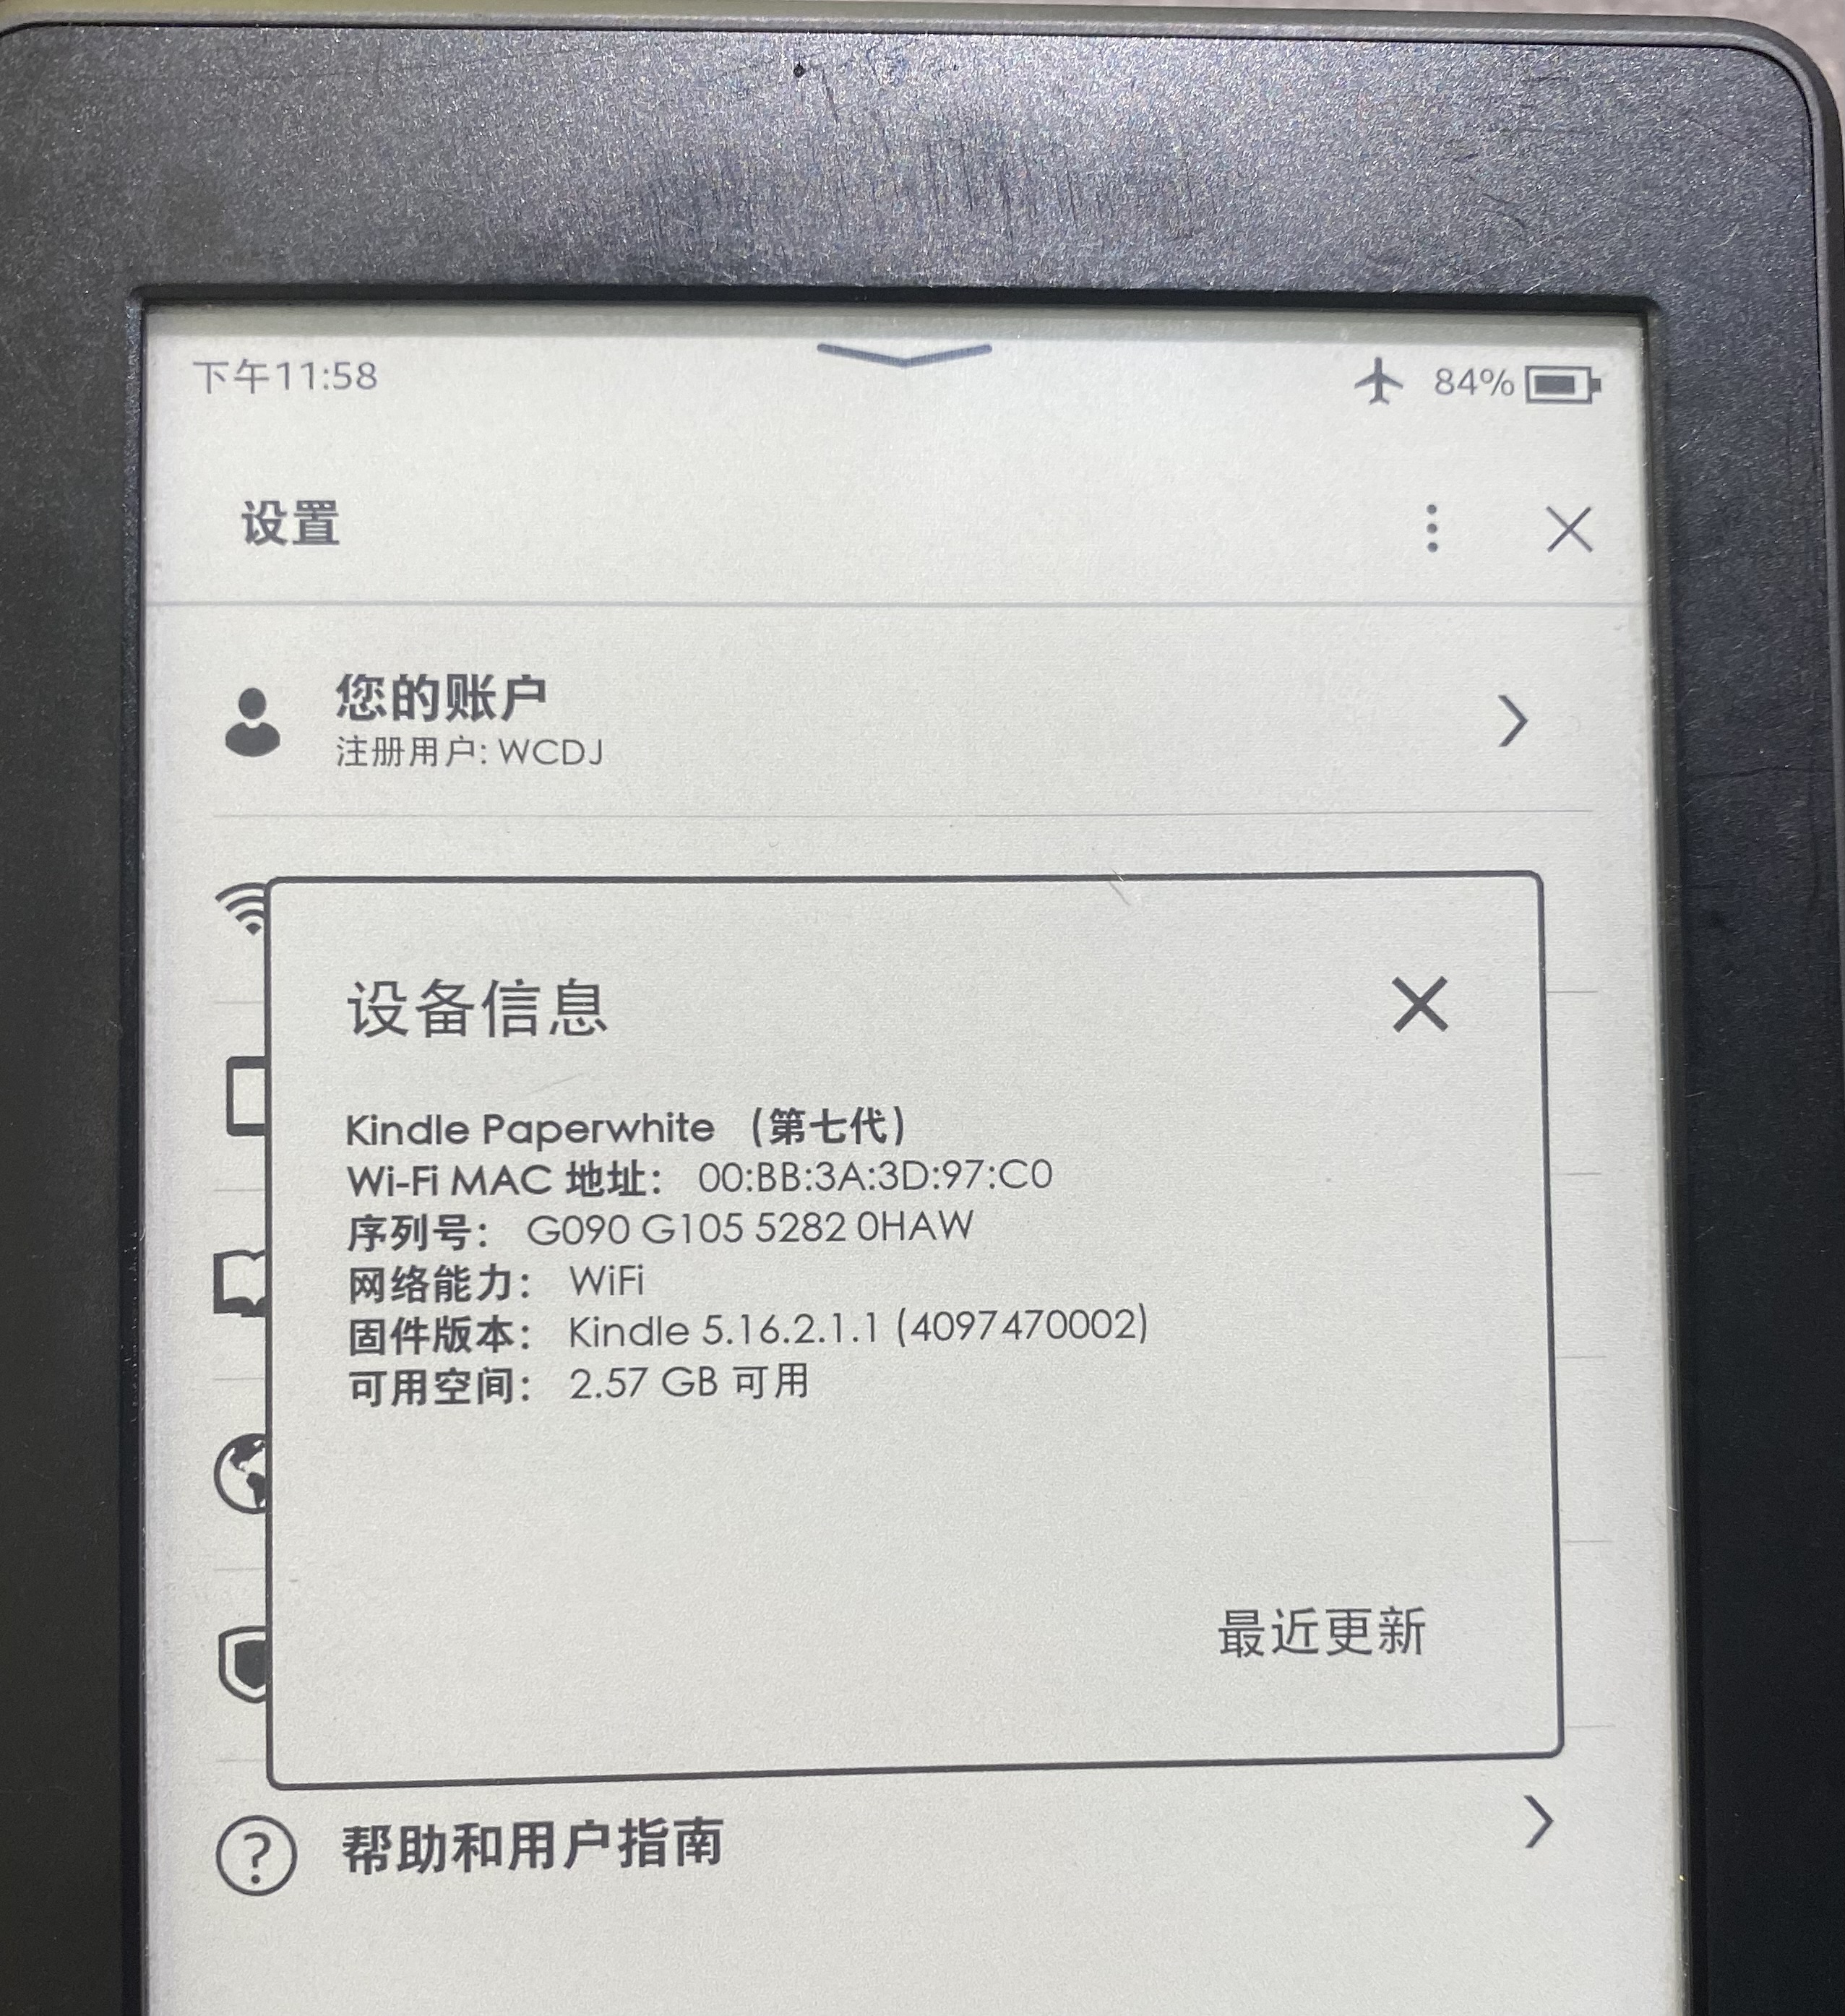 下午11:58
84%
设置
您的账户
注册用户: WCDJ
设备信息
Kindle Paperwhite （第七代）
Wi-Fi MAC 地址： 00:BB:3A:3D:97:C0
序列号： G090 G105 5282 0HAW
网络能力： WiFi
固件版本： Kindle 5.16.2.1.1 (4097470002)
可用空间： 2.57 GB 可用
最近更新
帮助和用户指南